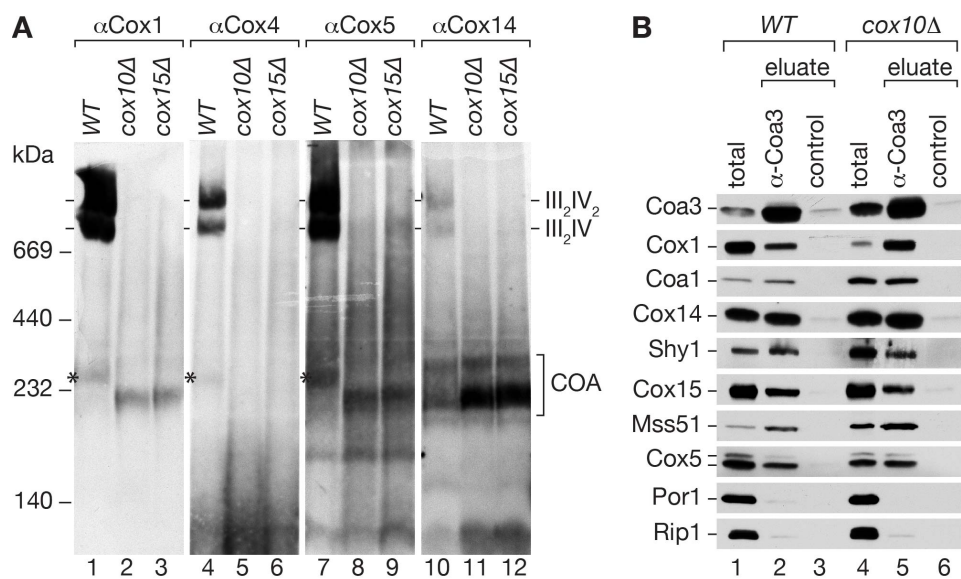 A
αCox1 αCox4 αCox5 αCox14
WT cox10Δ cox15Δ WT cox10Δ cox15Δ WT cox10Δ cox15Δ WT cox10Δ cox15Δ
kDa
III₂IV₂
III₂IV
669
440
232
140
* * *
COA
1 2 3 4 5 6 7 8 9 10 11 12
B
WT cox10Δ
eluate eluate
total α-Coa3 control total α-Coa3 control
Coa3
Cox1
Coa1
Cox14
Shy1
Cox15
Mss51
Cox5
Por1
Rip1
1 2 3 4 5 6